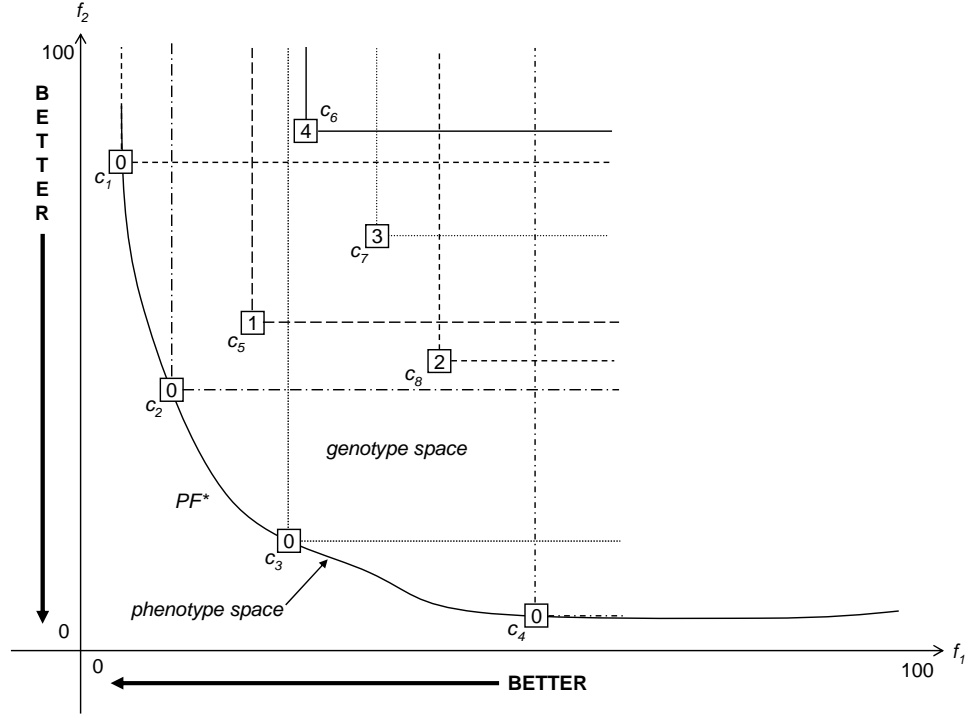 f2
100
BETTER
c6
4
0
c1
3
c7
1
c5
2
c8
0
c2
genotype space
PF*
0
c3
phenotype space
0
c4
0
0
100
f1
BETTER